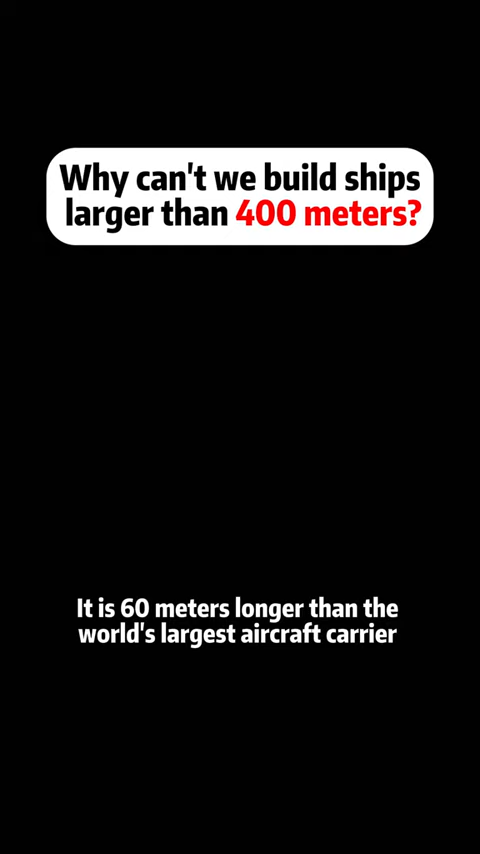 Why can't we build ships
larger than 400 meters?
It is 60 meters longer than the
world's largest aircraft carrier